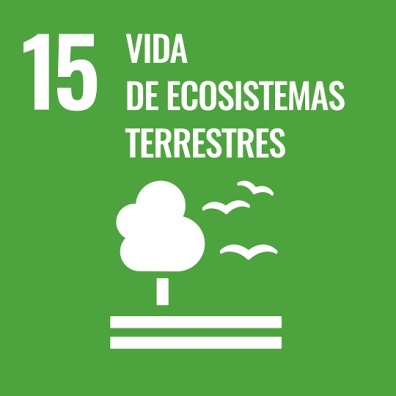 15
VIDA
DE ECOSISTEMAS
TERRESTRES